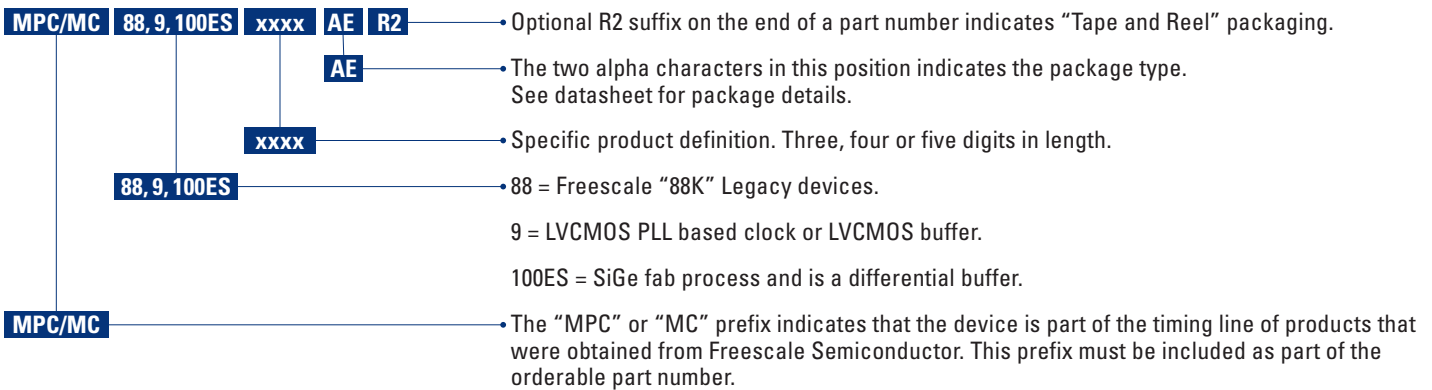 MPC/MC 88, 9, 100ES xxxx AE R2 Optional R2 suffix on the end of a part number indicates “Tape and Reel” packaging.
AE The two alpha characters in this position indicates the package type.
See datasheet for package details.
xxxx Specific product definition. Three, four or five digits in length.
88, 9, 100ES 88 = Freescale “88K” Legacy devices.
9 = LVCMOS PLL based clock or LVCMOS buffer.
100ES = SiGe fab process and is a differential buffer.
MPC/MC The “MPC” or “MC” prefix indicates that the device is part of the timing line of products that
were obtained from Freescale Semiconductor. This prefix must be included as part of the
orderable part number.